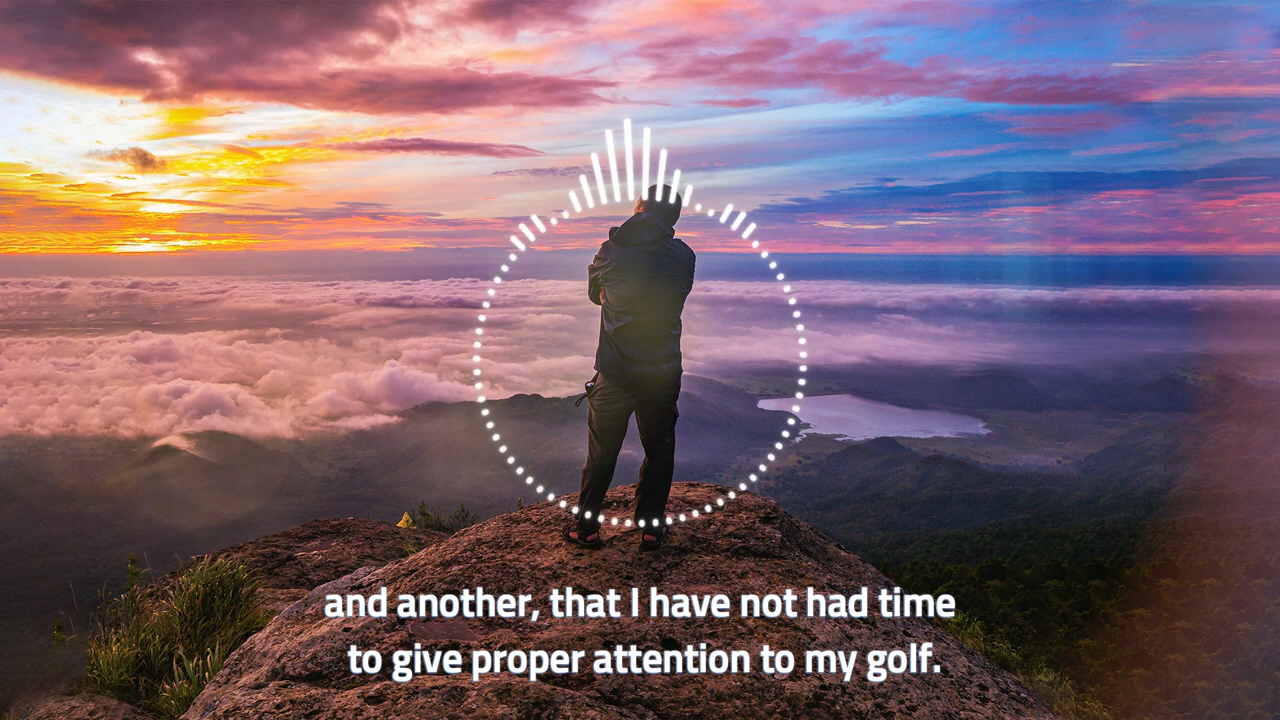 and another, that I have not had time
to give proper attention to my golf.